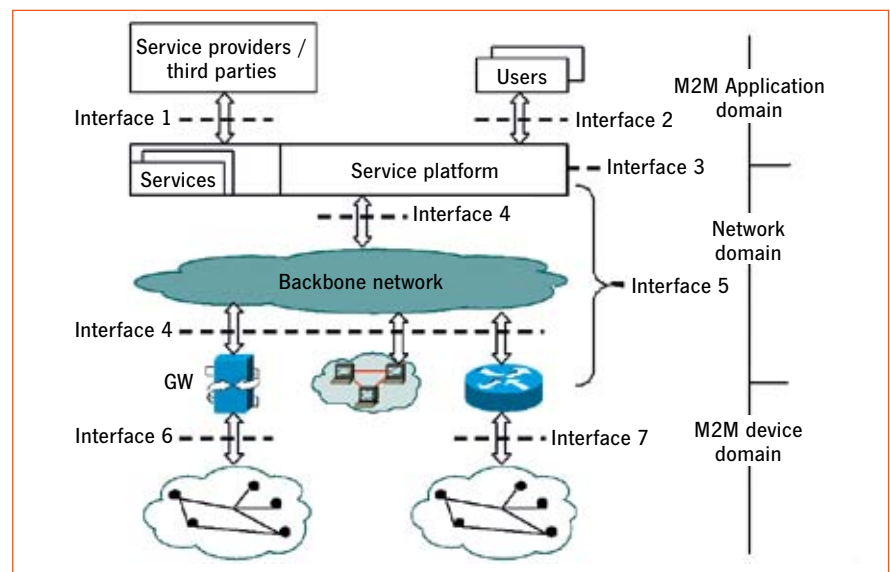 Service providers /
third parties
Users
M2M Application
domain
Interface 1
Interface 2
Services
Service platform
Interface 3
Interface 4
Network
domain
Backbone network
Interface 5
Interface 4
GW
Interface 6
Interface 7
M2M device
domain